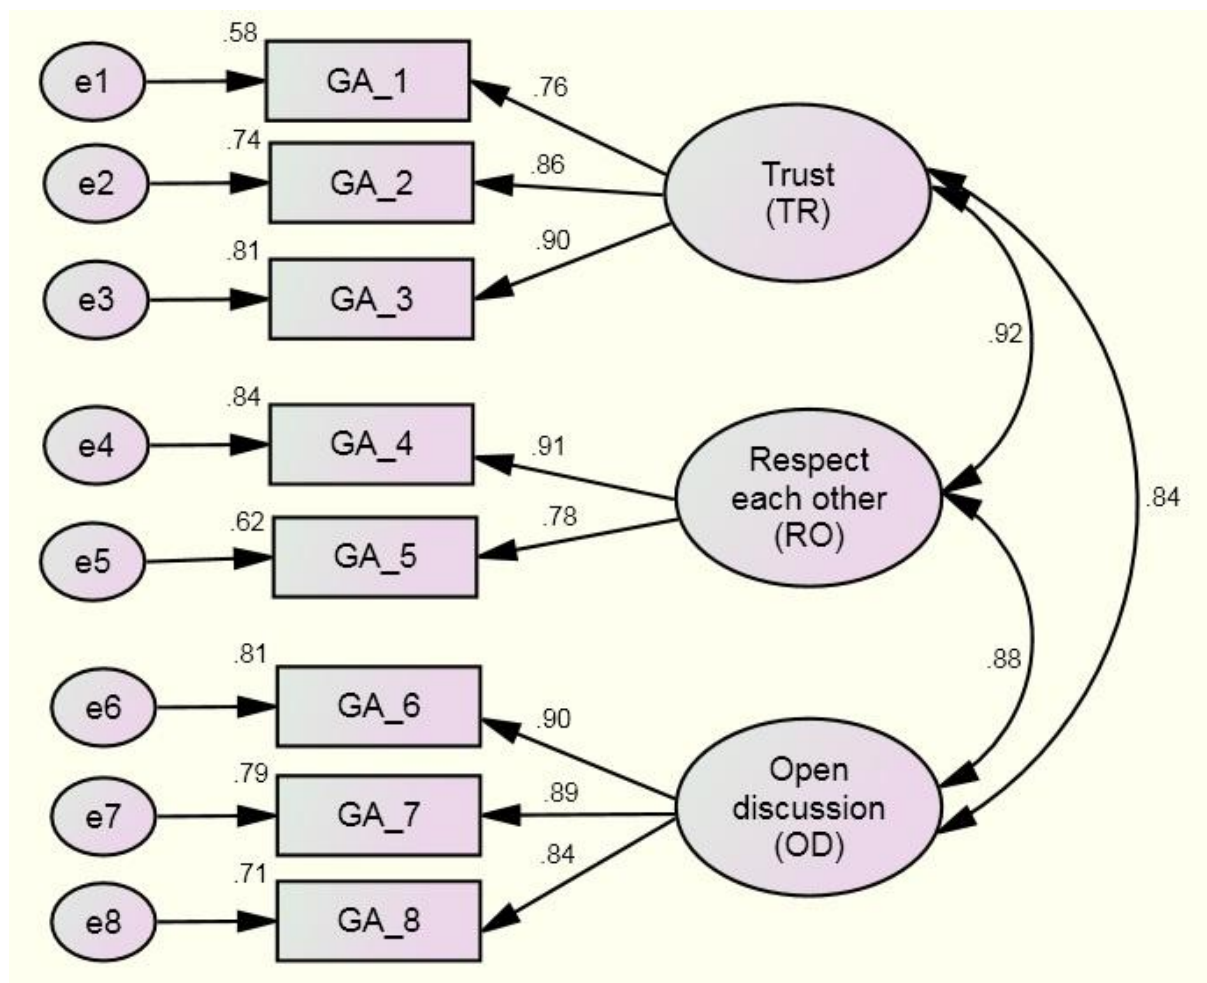 .58
e1
GA_1
.76
.74
e2
GA_2
.86
.81
e3
GA_3
.90
Trust
(TR)
.92
.84
e4
GA_4
.91
.62
e5
GA_5
.78
Respect
each other
(RO)
.84
.88
.81
e6
GA_6
.90
.79
e7
GA_7
.89
.71
e8
GA_8
.84
Open
discussion
(OD)